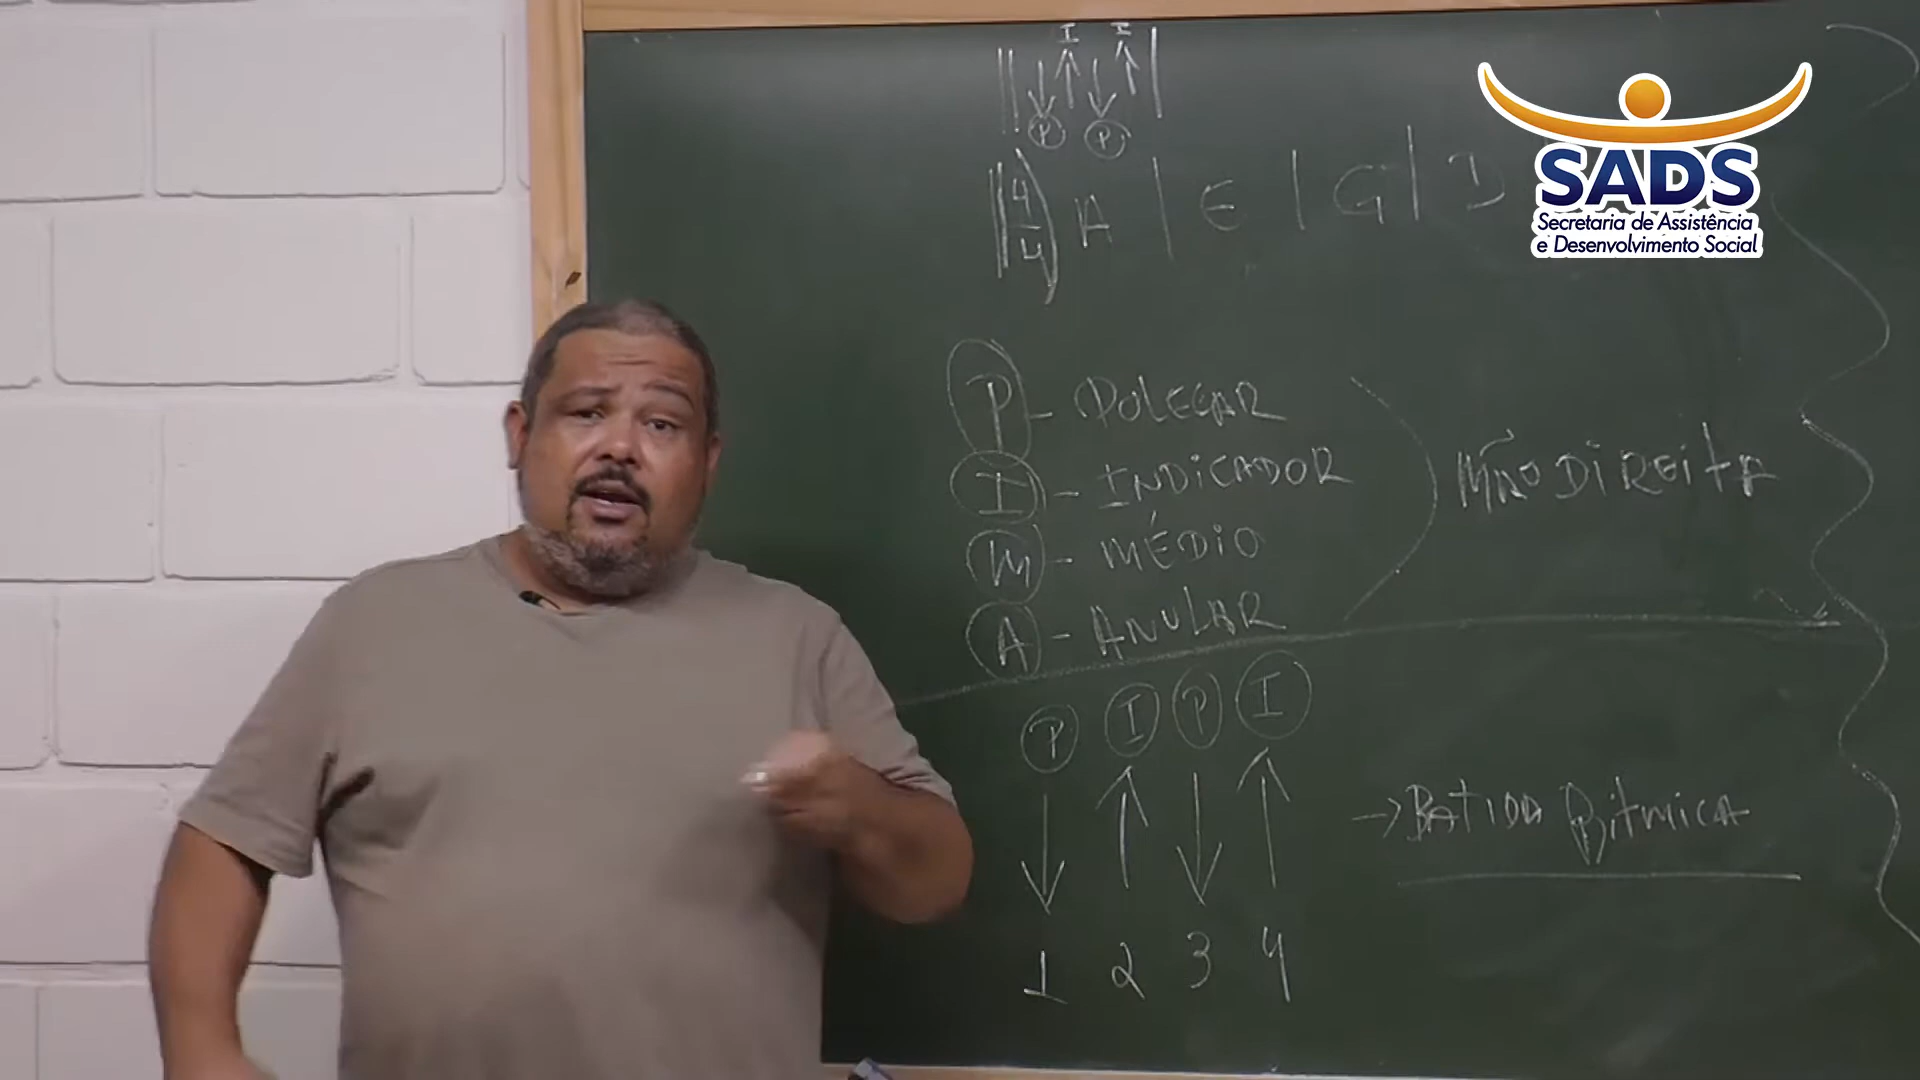 I I
P P
4/4 A | E | G | D
SADS
Secretaria de Assistência
e Desenvolvimento Social
P - POLEGAR
I - INDICADOR
M - MÉDIO
A - ANULAR
MÃO DIREITA
P I P I
→ BATIDA RITMICA
1 2 3 4